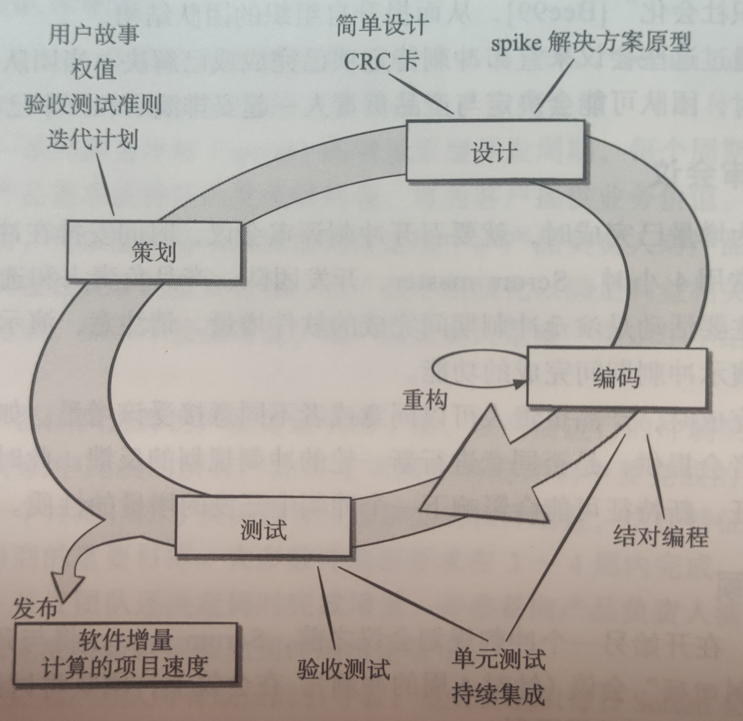 用户故事
权值
验收测试准则
迭代计划
简单设计
CRC 卡
spike 解决方案原型
设计
策划
编码
重构
测试
结对编程
发布
软件增量
计算的项目速度
验收测试
单元测试
持续集成